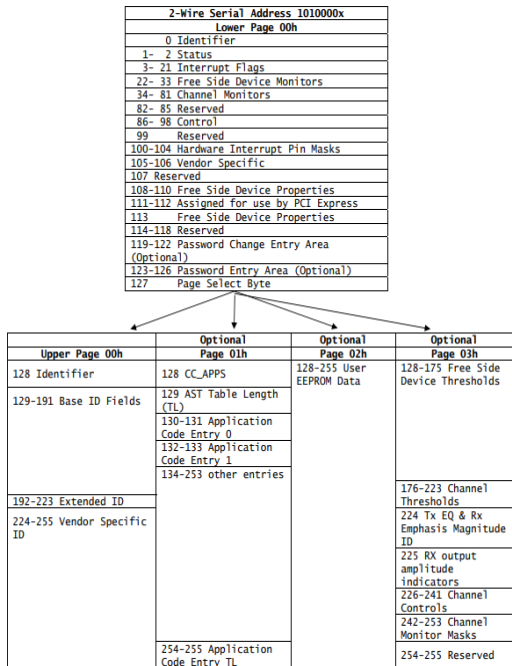 2-Wire Serial Address 1010000x
Lower Page 00h
0 Identifier
1- 2 Status
3- 21 Interrupt Flags
22- 33 Free Side Device Monitors
34- 81 Channel Monitors
82- 85 Reserved
86- 98 Control
99 Reserved
100-104 Hardware Interrupt Pin Masks
105-106 Vendor Specific
107 Reserved
108-110 Free Side Device Properties
111-112 Assigned for use by PCI Express
113 Free Side Device Properties
114-118 Reserved
119-122 Password Change Entry Area
(Optional)
123-126 Password Entry Area (Optional)
127 Page Select Byte
Upper Page 00h
128 Identifier
129-191 Base ID Fields
192-223 Extended ID
224-255 Vendor Specific
ID
Optional
Page 01h
128 CC_APPS
129 AST Table Length
(TL)
130-131 Application
Code Entry 0
132-133 Application
Code Entry 1
134-253 other entries
254-255 Application
Code Entry TL
Optional
Page 02h
128-255 User
EEPROM Data
Optional
Page 03h
128-175 Free Side
Device Thresholds
176-223 Channel
Thresholds
224 Tx EQ & Rx
Emphasis Magnitude
ID
225 RX output
amplitude
indicators
226-241 Channel
Controls
242-253 Channel
Monitor Masks
254-255 Reserved